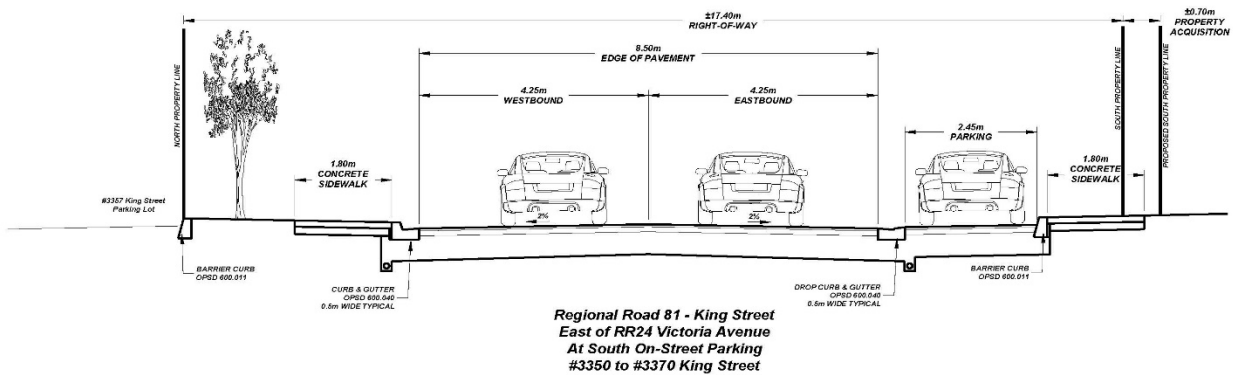 ±17.40m
RIGHT-OF-WAY
±0.70m
PROPERTY
ACQUISITION
8.50m
EDGE OF PAVEMENT
4.25m
WESTBOUND
4.25m
EASTBOUND
2.45m
PARKING
NORTH PROPERTY LINE
SOUTH PROPERTY LINE
PROPOSED SOUTH PROPERTY LINE
1.80m
CONCRETE
SIDEWALK
1.80m
CONCRETE
SIDEWALK
#3357 King Street
Parking Lot
2%
2%
BARRIER CURB
OPSD 600.011
CURB & GUTTER
OPSD 600.040
0.5m WIDE TYPICAL
DROP CURB & GUTTER
OPSD 600.040
0.5m WIDE TYPICAL
BARRIER CURB
OPSD 600.011
Regional Road 81 - King Street
East of RR24 Victoria Avenue
At South On-Street Parking
#3350 to #3370 King Street